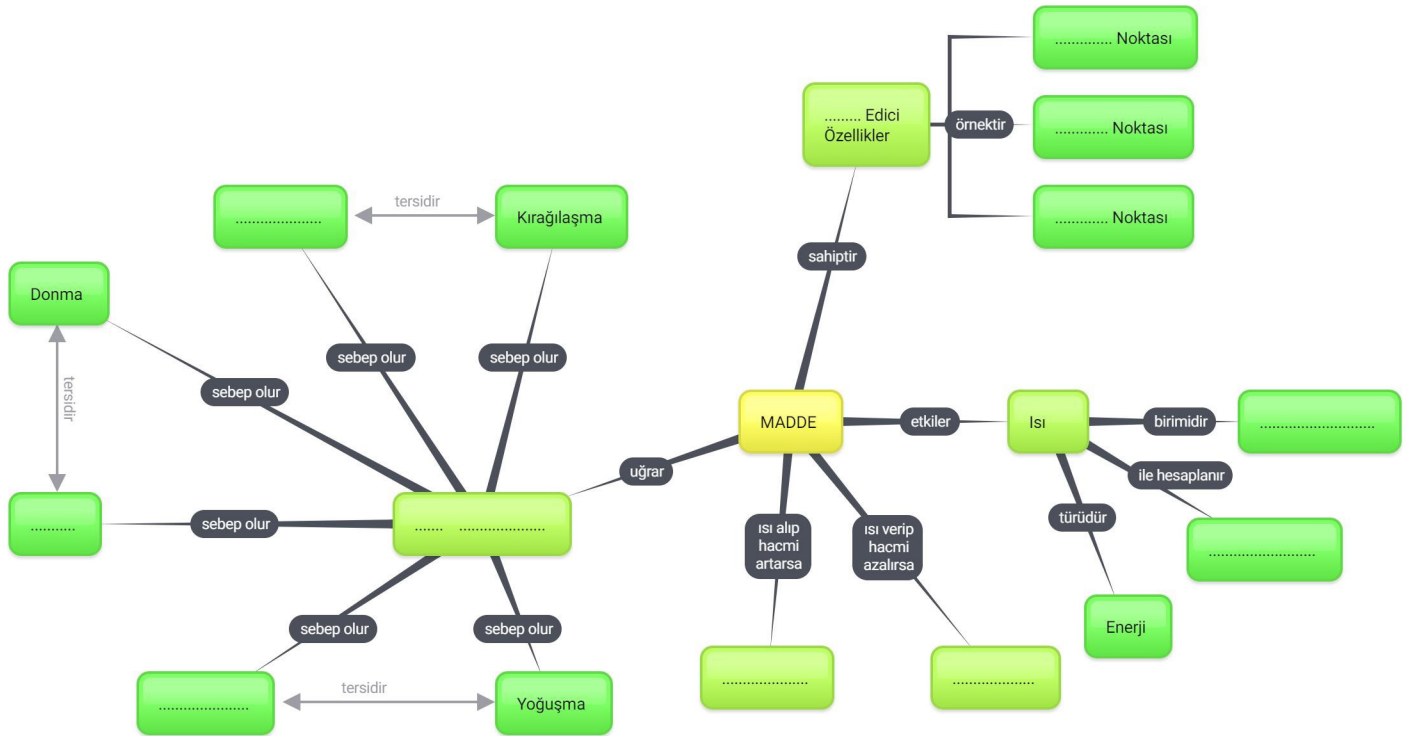 .............. Noktası
......... Edici
Özellikler
örnektir
............. Noktası
............. Noktası
.....................
tersidir
Kırağılaşma
sahiptir
Donma
sebep olur
sebep olur
tersidir
sebep olur
MADDE
etkiler
Isı
birimidir
............................
uğrar
ile hesaplanır
...........
sebep olur
....... ....................
ısı alıp
hacmi
artarsa
ısı verip
hacmi
azalırsa
türüdür
..........................
sebep olur
sebep olur
Enerji
......................
tersidir
Yoğuşma
.....................
....................